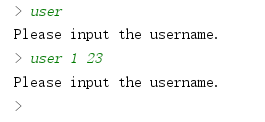 > user
Please input the username.
> user 1 23
Please input the username.
>